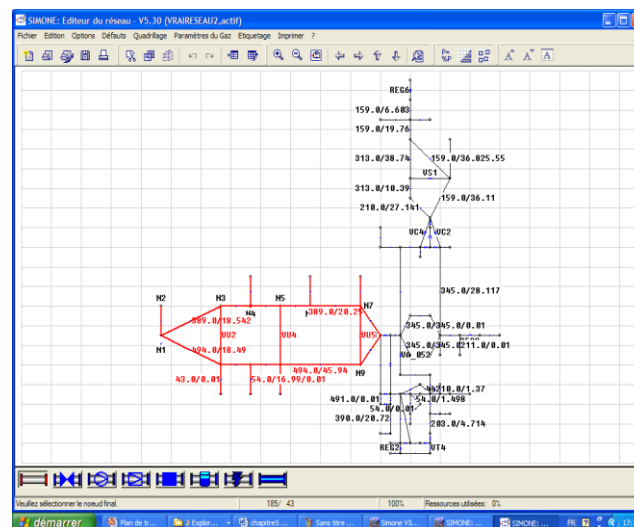 SIMONE: Editeur du réseau - V5.30 (VRAIRESEAU2,actif)
Fichier Edition Options Défauts Quadrillage Paramètres du Gaz Etiquetage Imprimer ?
REG6
159.0/6.603
159.0/19.76
313.0/38.74 159.0/36.825.55
VS1
313.0/10.39
159.0/36.11
210.0/27.141
VC4 VC2
345.0/28.117
N2 N3 N5 N7
N4
389.0/18.542 389.0/20.25
N1 VU2 VU4 VU5
345.0/345.0/0.01
494.0/18.49
345.0/345.0211.0/0.01
VA_052
494.0/45.94 N9
43.0/0.01 54.0/16.99/0.01
44210.0/1.37
491.0/0.01 54.0/1.498
54.0/0.01
390.0/20.72 203.0/4.714
REG2 VT4
Veuillez sélectionner le noeud final. 185/ 43 100% Ressources utilisées: 0%
démarrer Plan de tr... 2 Explor... chapitre5 ... Sans titre ... Simone V5... SIMONE: ... SIMONE: ... FR